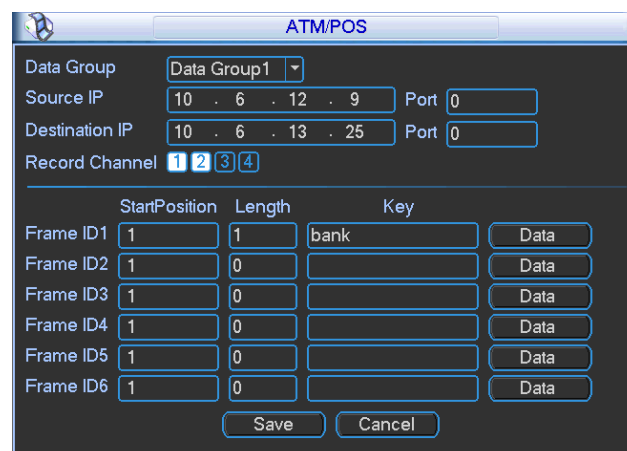 ATM/POS
Data Group Data Group1
Source IP 10 . 6 . 12 . 9 Port 0
Destination IP 10 . 6 . 13 . 25 Port 0
Record Channel 1 2 3 4
StartPosition Length Key
Frame ID1 1 1 bank Data
Frame ID2 1 0 Data
Frame ID3 1 0 Data
Frame ID4 1 0 Data
Frame ID5 1 0 Data
Frame ID6 1 0 Data
Save Cancel